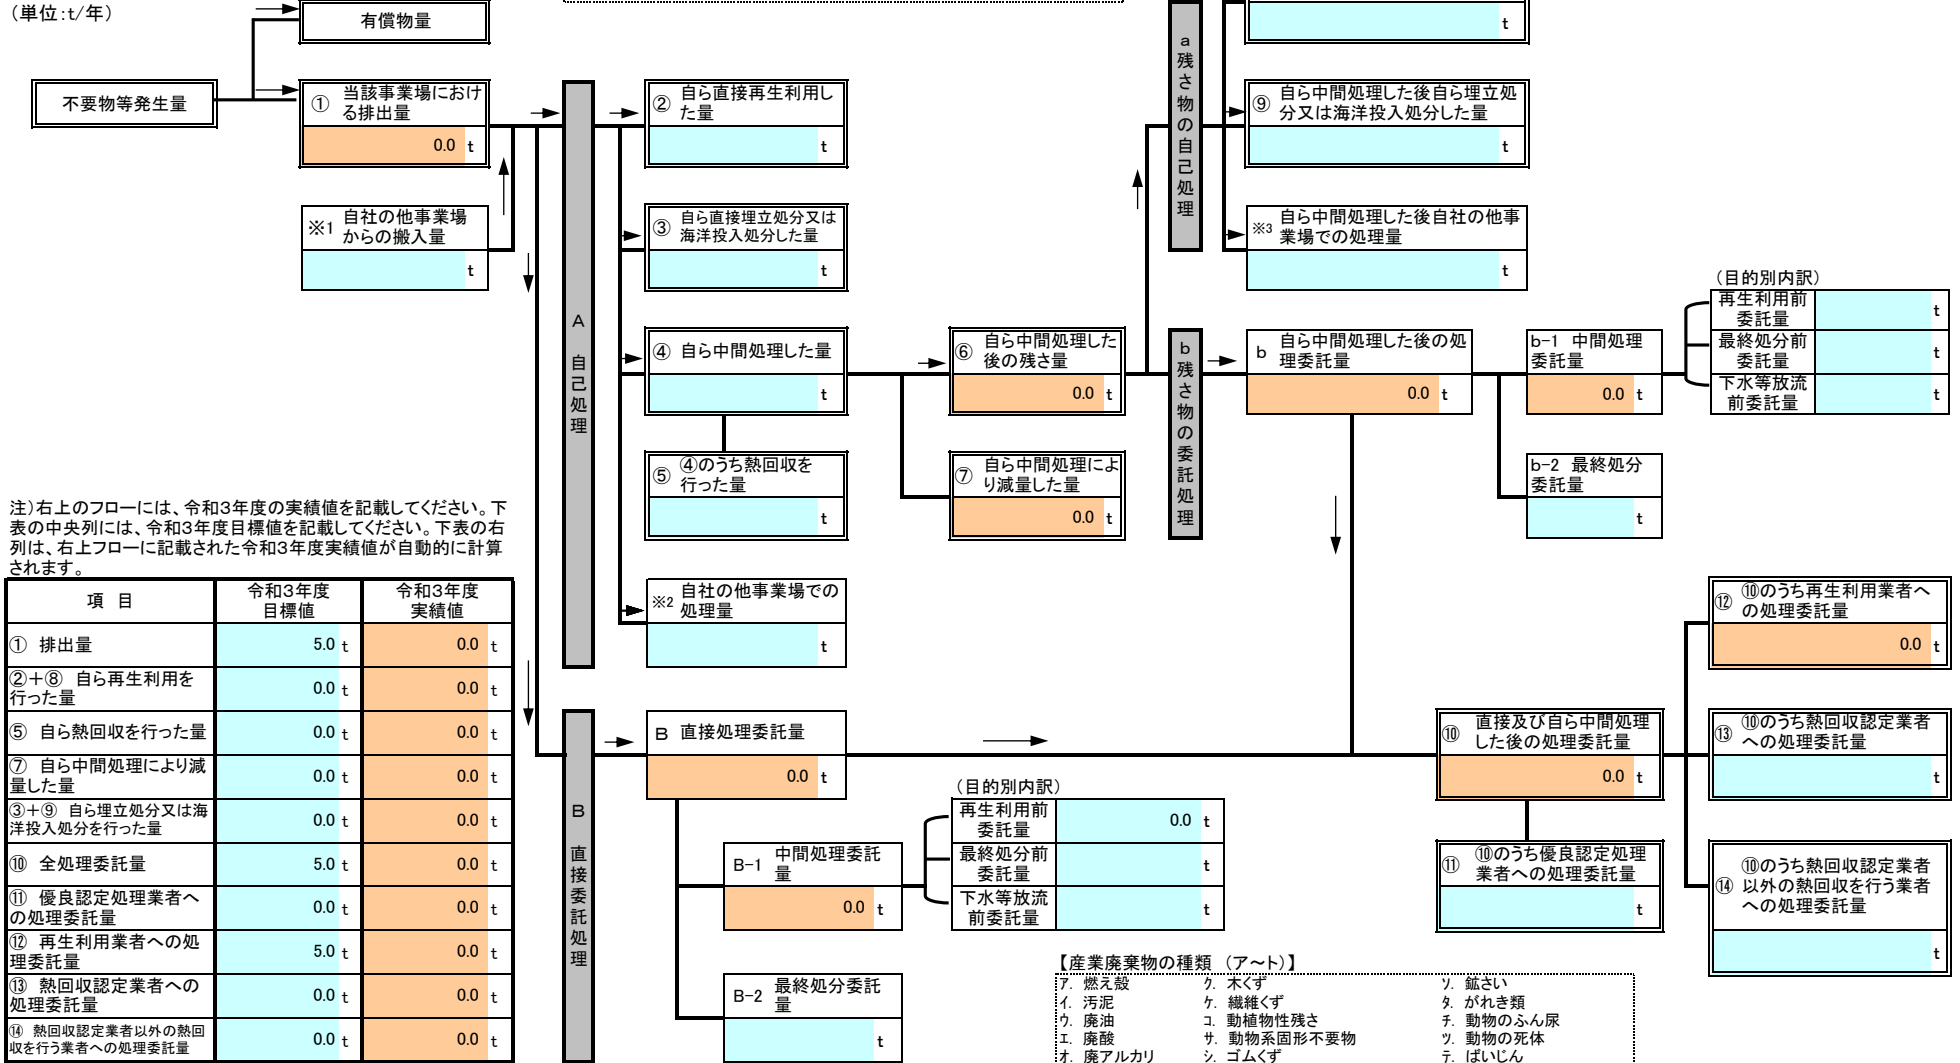 （単位：t/年）
有償物量
t
不要物等発生量
① 当該事業場におけ
る排出量
0.0 t
② 自ら直接再生利用し
た量
t
⑨ 自ら中間処理した後自ら埋立処
分又は海洋投入処分した量
t
a 残さ物の自己処理
※1 自社の他事業場
からの搬入量
t
③ 自ら直接埋立処分又は
海洋投入処分した量
t
※3 自ら中間処理した後自社の他事
業場での処理量
t
A 自己処理
④ 自ら中間処理した量
t
⑥ 自ら中間処理した
後の残さ量
0.0 t
b 残さ物の委託処理
b 自ら中間処理した後の処
理委託量
0.0 t
b-1 中間処理
委託量
0.0 t
（目的別内訳）
再生利用前
委託量
t
最終処分前
委託量
t
下水等放流
前委託量
t
⑤ ④のうち熱回収を
行った量
t
⑦ 自ら中間処理によ
り減量した量
0.0 t
b-2 最終処分
委託量
t
注）右上のフローには、令和3年度の実績値を記載してください。下
表の中央列には、令和3年度目標値を記載してください。下表の右
列は、右上フローに記載された令和3年度実績値が自動的に計算
されます。
項 目
令和3年度
目標値
令和3年度
実績値
① 排出量 5.0 t 0.0 t
②＋⑧ 自ら再生利用を
行った量 0.0 t 0.0 t
⑤ 自ら熱回収を行った量 0.0 t 0.0 t
⑦ 自ら中間処理により減
量した量 0.0 t 0.0 t
③＋⑨ 自ら埋立処分又は海
洋投入処分を行った量 0.0 t 0.0 t
⑩ 全処理委託量 5.0 t 0.0 t
⑪ 優良認定処理業者へ
の処理委託量 0.0 t 0.0 t
⑫ 再生利用業者への処
理委託量 5.0 t 0.0 t
⑬ 熱回収認定業者への
処理委託量 0.0 t 0.0 t
⑭ 熱回収認定業者以外の熱回
収を行う業者への処理委託量 0.0 t 0.0 t
※2 自社の他事業場での
処理量
t
B 直接委託処理
B 直接処理委託量
0.0 t
B-1 中間処理委託
量
0.0 t
（目的別内訳）
再生利用前
委託量
0.0 t
最終処分前
委託量
t
下水等放流
前委託量
t
B-2 最終処分委託
量
t
⑩ 直接及び自ら中間処理
した後の処理委託量
0.0 t
⑪ ⑩のうち優良認定処理
業者への処理委託量
t
⑫ ⑩のうち再生利用業者へ
の処理委託量
0.0 t
⑬ ⑩のうち熱回収認定業者
への処理委託量
t
⑭ ⑩のうち熱回収認定業者
以外の熱回収を行う業者
への処理委託量
t
【産業廃棄物の種類 （ア～ト）】
ｱ. 燃え殻 ｸ. 木くず ｿ. 鉱さい
ｲ. 汚泥 ｹ. 繊維くず ﾀ. がれき類
ｳ. 廃油 ｺ. 動植物性残さ ﾁ. 動物のふん尿
ｴ. 廃酸 ｻ. 動物系固形不要物 ﾂ. 動物の死体
ｵ. 廃アルカリ ｼ. ゴムくず ﾃ. ばいじん